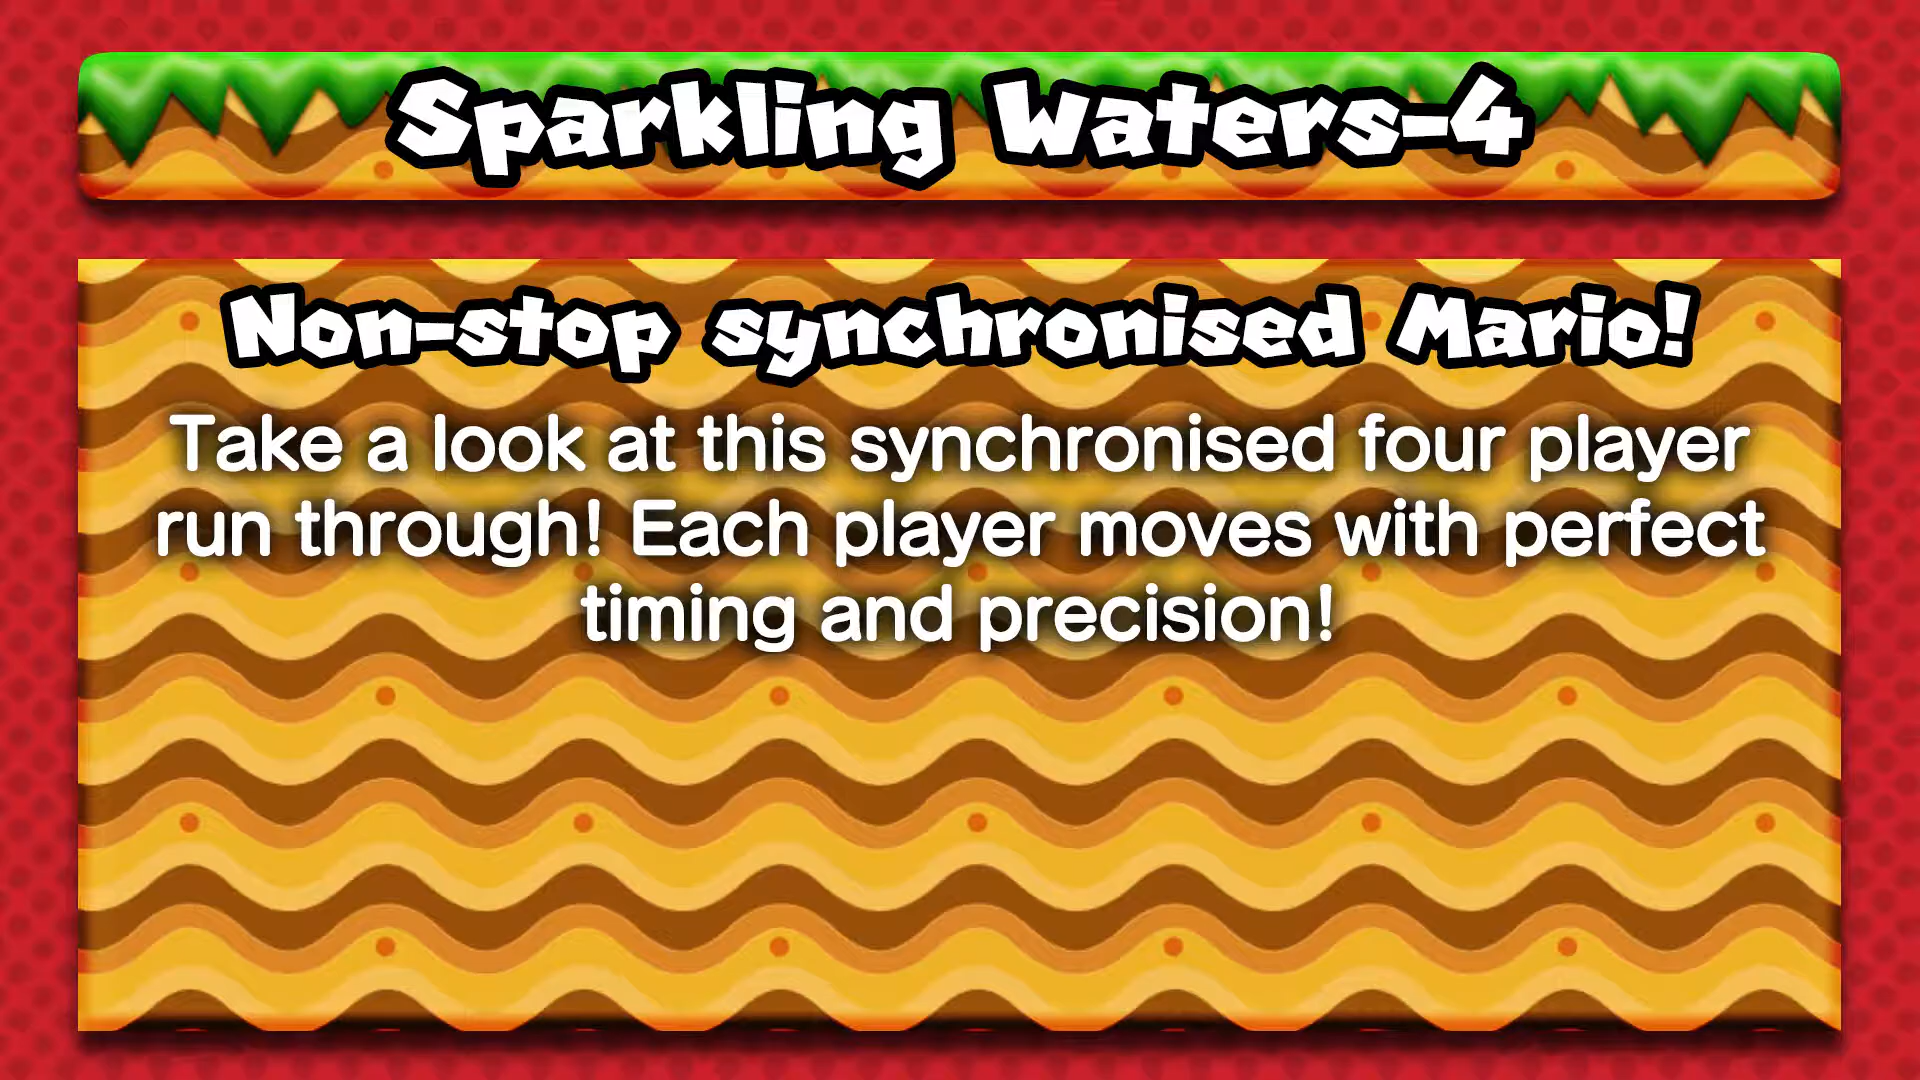 Sparkling Waters-4
Non-stop synchronised Mario!
Take a look at this synchronised four player
run through! Each player moves with perfect
timing and precision!